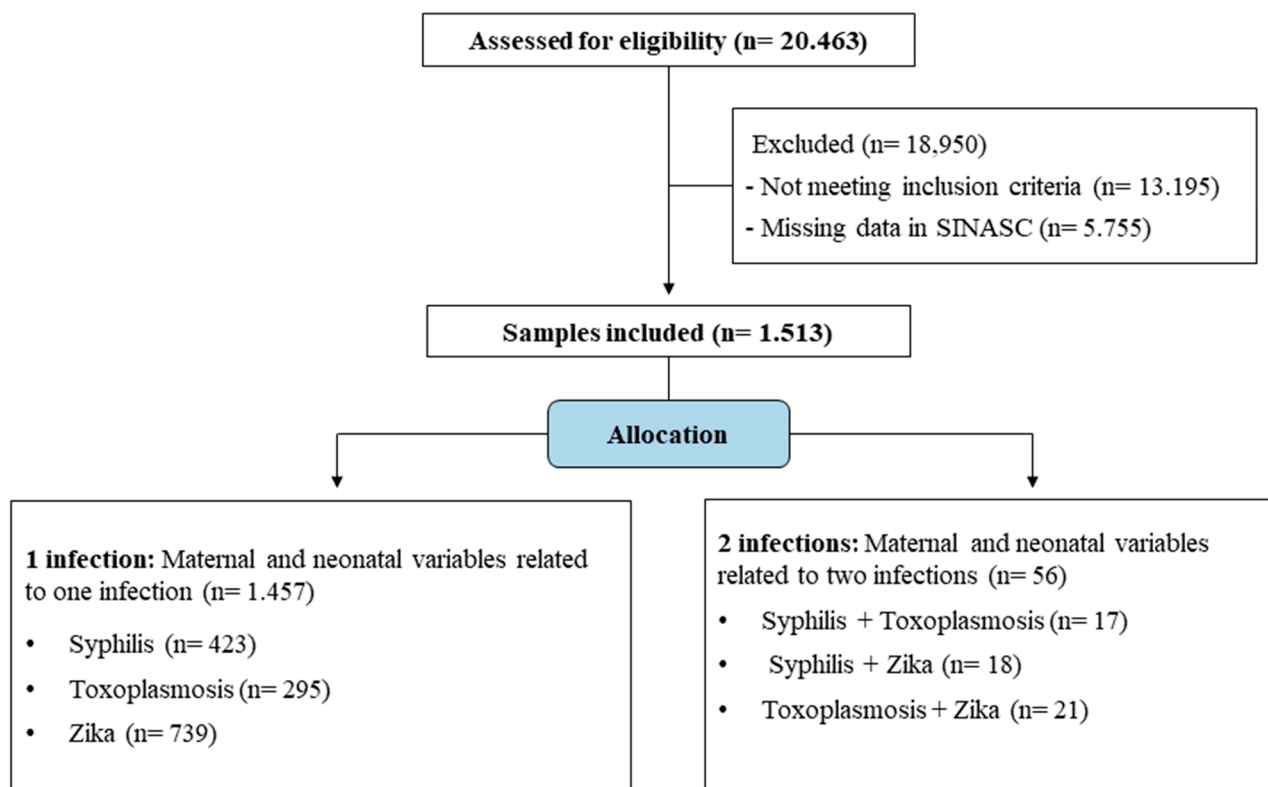 Assessed for eligibility (n= 20.463)
Excluded (n= 18,950)
- Not meeting inclusion criteria (n= 13.195)
- Missing data in SINASC (n= 5.755)
Samples included (n= 1.513)
Allocation
1 infection: Maternal and neonatal variables related
to one infection (n= 1.457)
• Syphilis (n= 423)
• Toxoplasmosis (n= 295)
• Zika (n= 739)
2 infections: Maternal and neonatal variables
related to two infections (n= 56)
• Syphilis + Toxoplasmosis (n= 17)
• Syphilis + Zika (n= 18)
• Toxoplasmosis + Zika (n= 21)